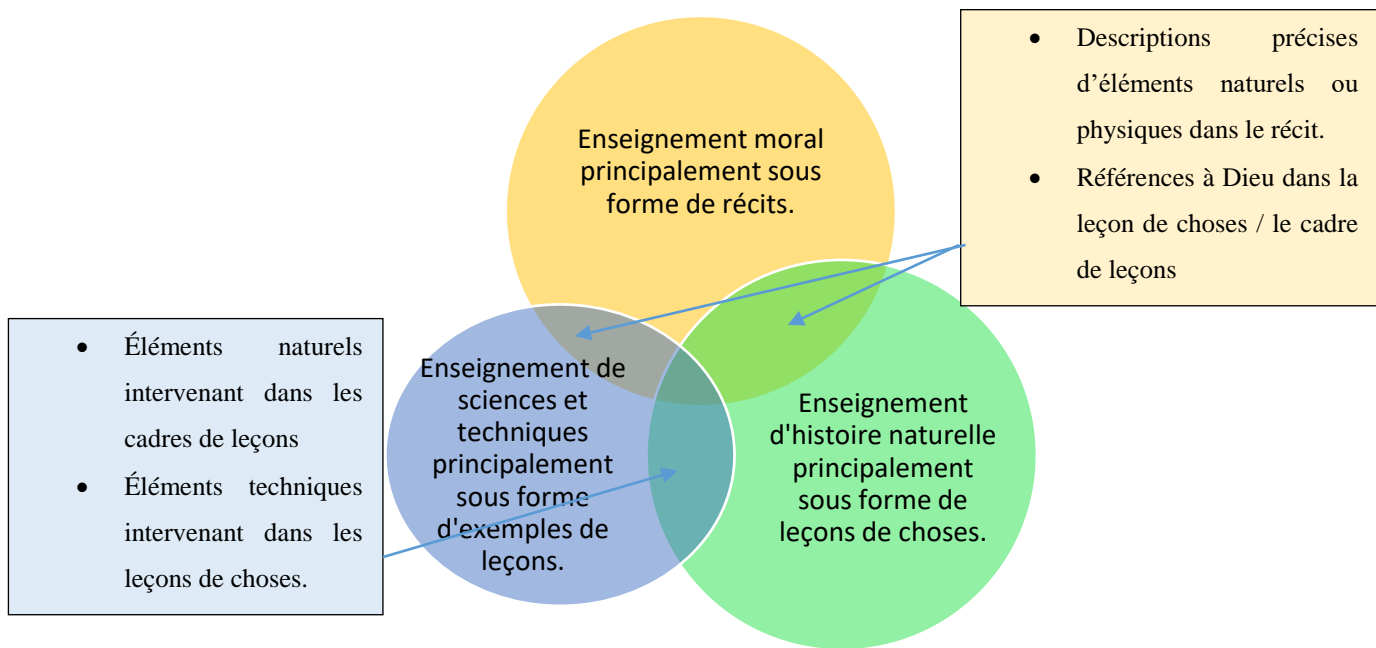 Enseignement moral
principalement sous
forme de récits.
• Descriptions précises
d’éléments naturels ou
physiques dans le récit.
• Références à Dieu dans la
leçon de choses / le cadre
de leçons
• Éléments naturels
intervenant dans les
cadres de leçons
• Éléments techniques
intervenant dans les
leçons de choses.
Enseignement de
sciences et
techniques
principalement
sous forme
d'exemples de
leçons.
Enseignement
d'histoire naturelle
principalement
sous forme de
leçons de choses.